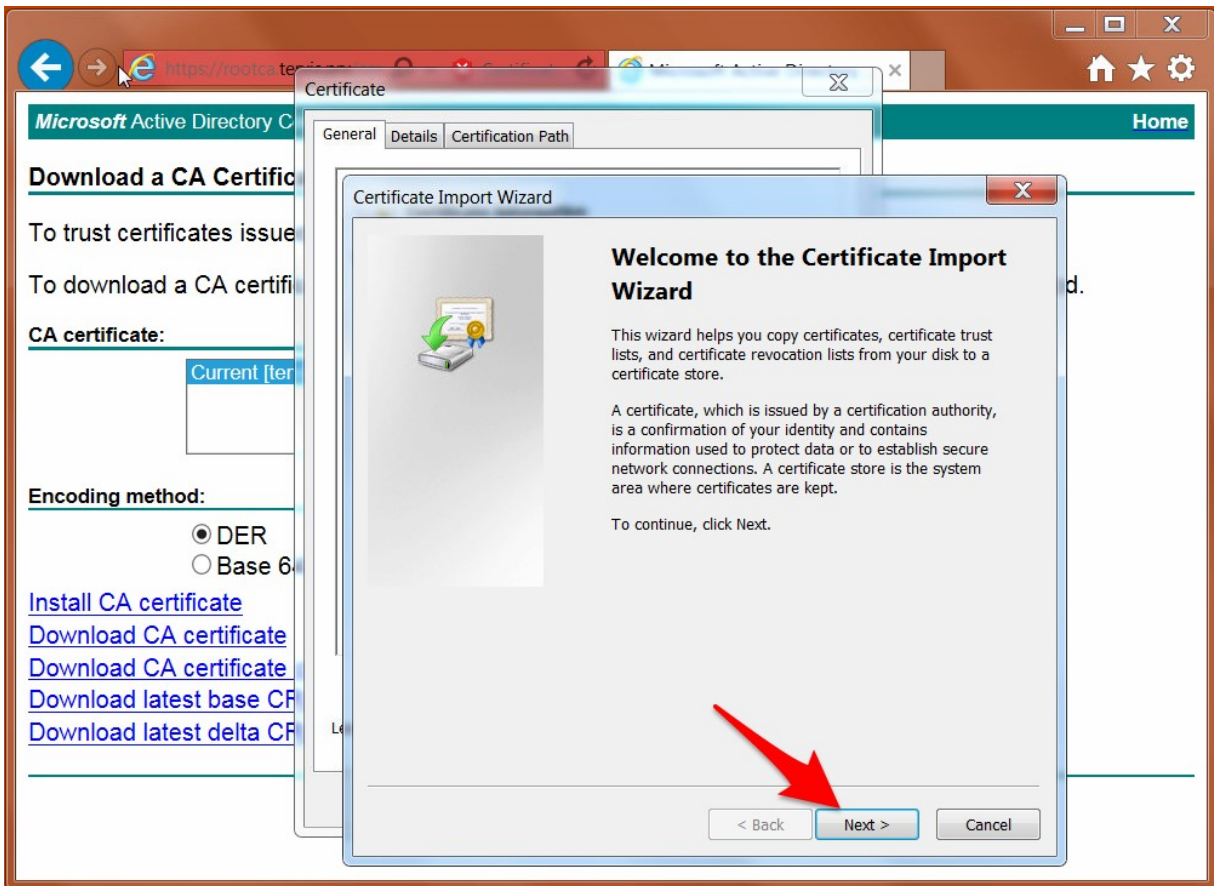 https://rootca.te
Certificate
Microsoft Active Directory C
Home
General Details Certification Path
Download a CA Certific
Certificate Import Wizard
To trust certificates issue
To download a CA certifi
d.
CA certificate:
Current [ter
Welcome to the Certificate Import
Wizard
This wizard helps you copy certificates, certificate trust
lists, and certificate revocation lists from your disk to a
certificate store.
A certificate, which is issued by a certification authority,
is a confirmation of your identity and contains
information used to protect data or to establish secure
network connections. A certificate store is the system
area where certificates are kept.
To continue, click Next.
Encoding method:
DER
Base 6
Install CA certificate
Download CA certificate
Download CA certificate
Download latest base CR
Download latest delta CR
Le
< Back Next > Cancel